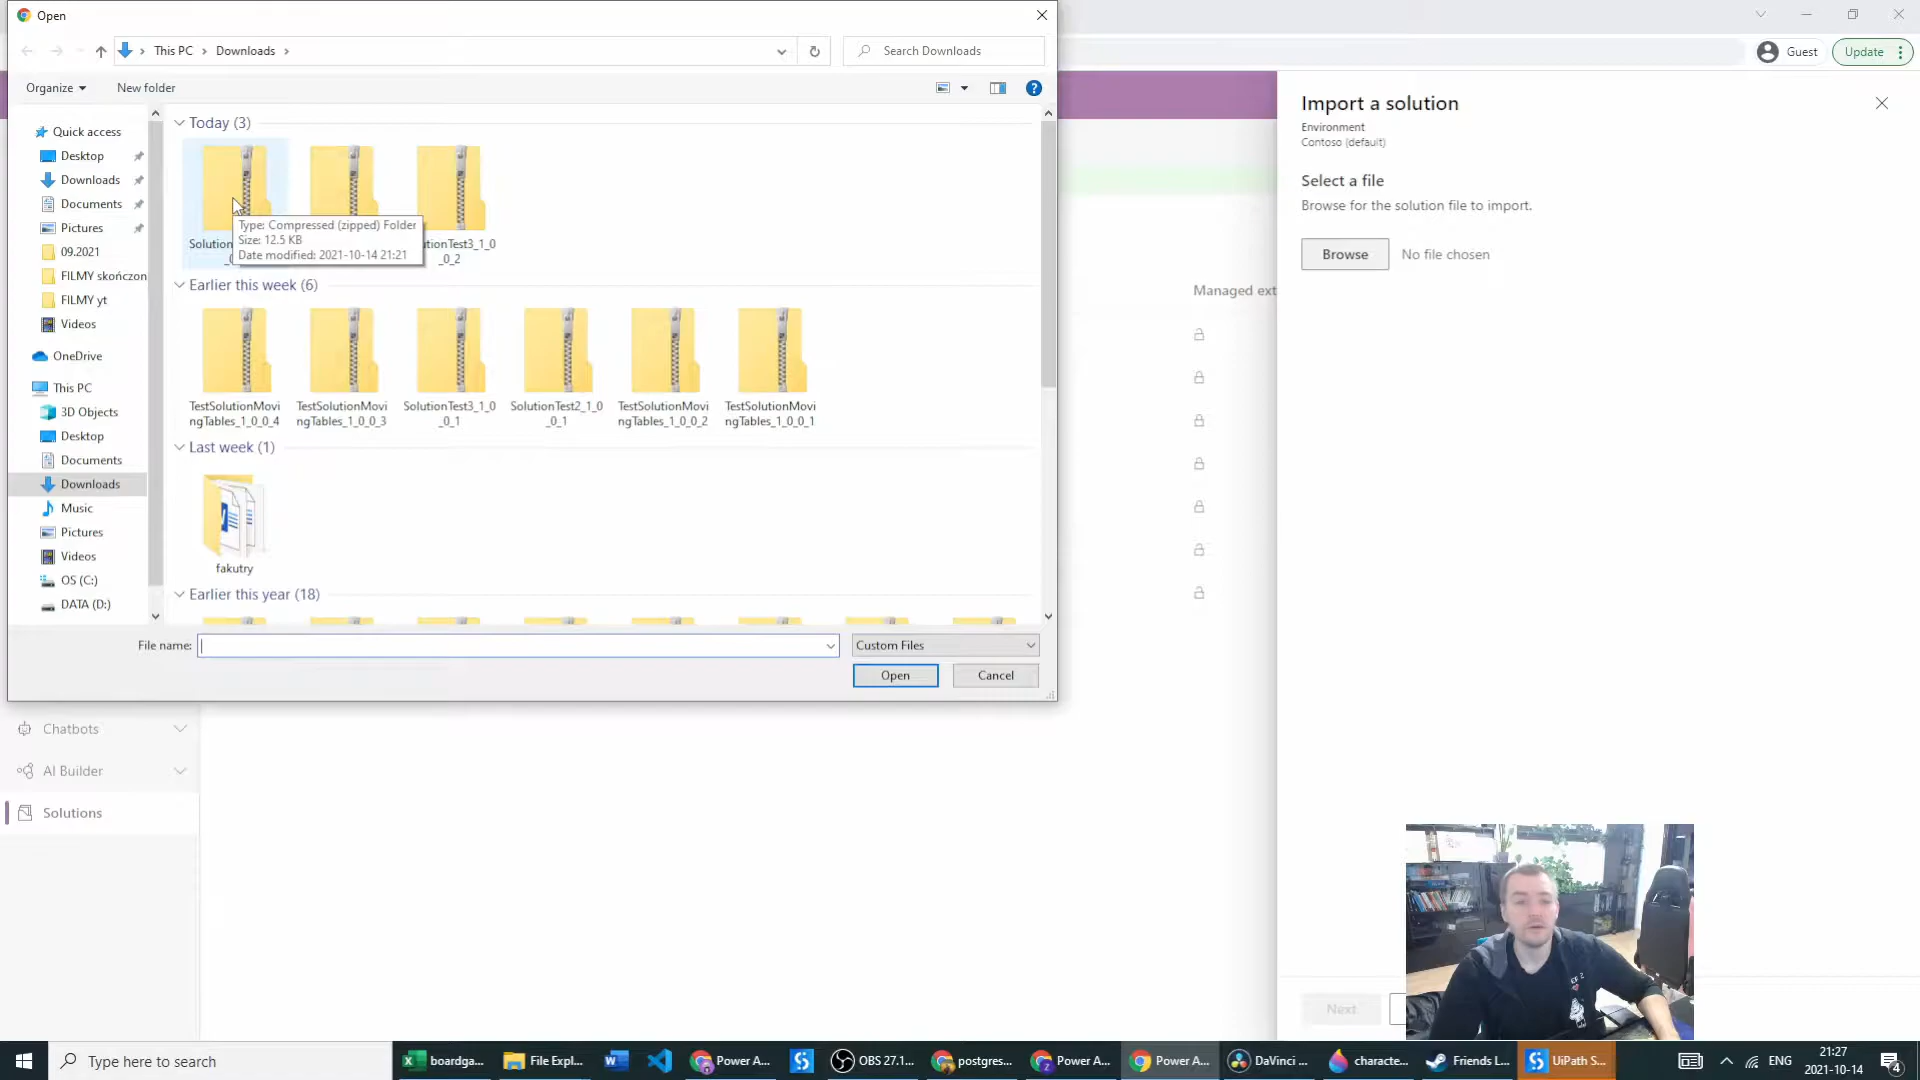 Open
This PC
Downloads
Search Downloads
Guest
Update
Organize
New folder
Quick access
Desktop
Downloads
Documents
Pictures
09.2021
FILMY skończon
FILMY yt
Videos
OneDrive
This PC
3D Objects
Desktop
Documents
Downloads
Music
Pictures
Videos
OS (C:)
DATA (D:)
Today (3)
Solution
Type: Compressed (zipped) Folder
Size: 12.5 KB
Date modified: 2021-10-14 21:21
utionTest3_1_0
_0_2
Earlier this week (6)
TestSolutionMovi
ngTables_1_0_0_4
TestSolutionMovi
ngTables_1_0_0_3
SolutionTest3_1_0
_0_1
SolutionTest2_1_0
_0_1
TestSolutionMovi
ngTables_1_0_0_2
TestSolutionMovi
ngTables_1_0_0_1
Last week (1)
fakutry
Earlier this year (18)
File name:
Custom Files
Open
Cancel
Managed ext
Import a solution
Environment
Contoso (default)
Select a file
Browse for the solution file to import.
Browse
No file chosen
Next
Chatbots
AI Builder
Solutions
Type here to search
boardga...
File Expl...
Power A...
OBS 27.1...
postgres...
Power A...
Power A...
DaVinci ...
characte...
Friends L...
UiPath S...
ENG
21:27
2021-10-14
4